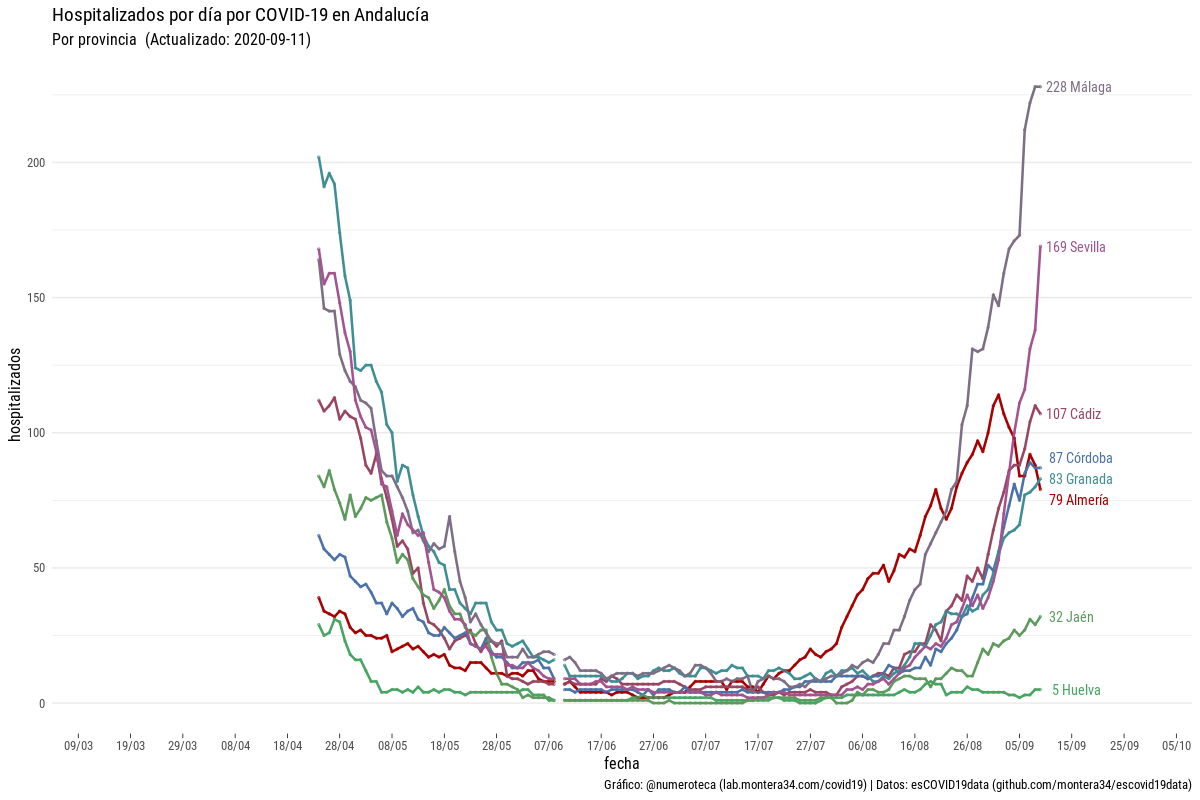 Hospitalizados por día por COVID-19 en Andalucía
Por provincia (Actualizado: 2020-09-11)
228 Málaga
200
169 Sevilla
150
107 Cádiz
100
87 Córdoba
83 Granada
79 Almería
50
32 Jaén
5 Huelva
0
hospitalizados
09/03 19/03 29/03 08/04 18/04 28/04 08/05 18/05 28/05 07/06 17/06 27/06 07/07 17/07 27/07 06/08 16/08 26/08 05/09 15/09 25/09 05/10
fecha
Gráfico: @numeroteca (lab.montera34.com/covid19) | Datos: esCOVID19data (github.com/montera34/escovid19data)